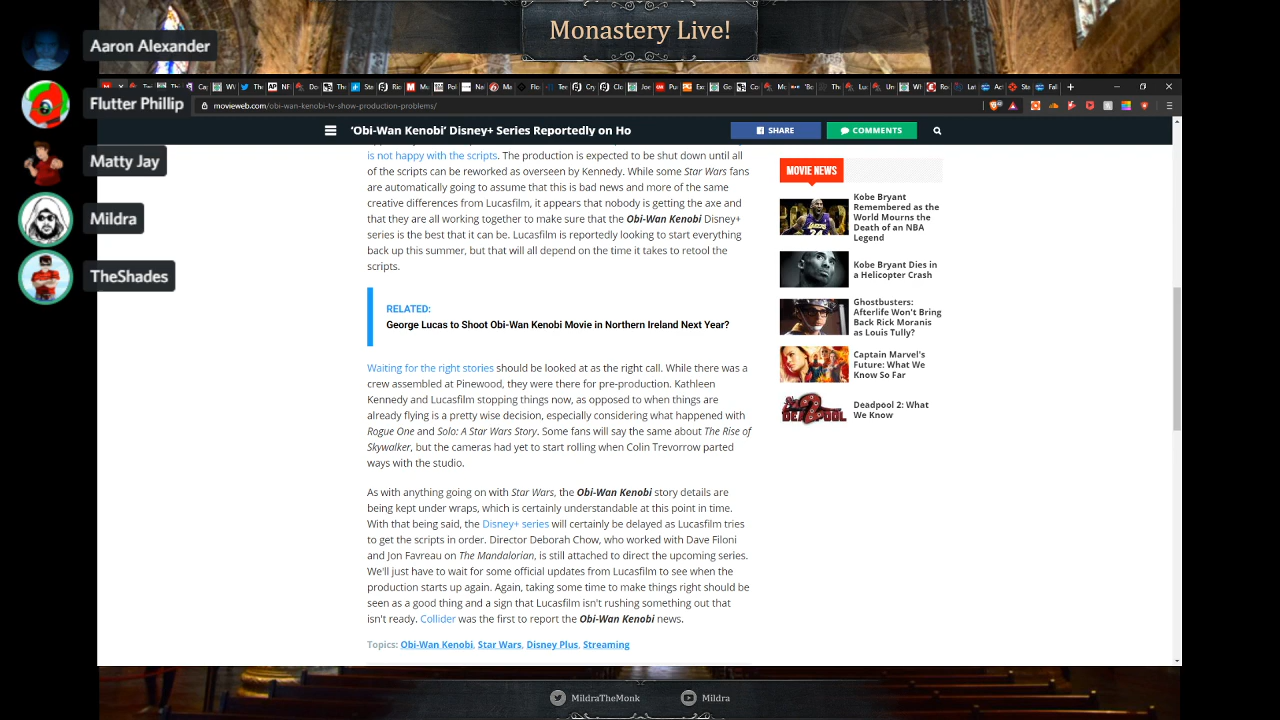 Monastery Live!
Aaron Alexander
Flutter Phillip
Matty Jay
Mildra
TheShades
movieweb.com/obi-wan-kenobi-tv-show-production-problems/
‘Obi-Wan Kenobi’ Disney+ Series Reportedly on Ho
SHARE
COMMENTS
is not happy with the scripts. The production is expected to be shut down until all
of the scripts can be reworked as overseen by Kennedy. While some Star Wars fans
are automatically going to assume that this is bad news and more of the same
creative differences from Lucasfilm, it appears that nobody is getting the axe and
that they are all working together to make sure that the Obi-Wan Kenobi Disney+
series is the best that it can be. Lucasfilm is reportedly looking to start everything
back up this summer, but that will all depend on the time it takes to retool the
scripts.
RELATED:
George Lucas to Shoot Obi-Wan Kenobi Movie in Northern Ireland Next Year?
Waiting for the right stories should be looked at as the right call. While there was a
crew assembled at Pinewood, they were there for pre-production. Kathleen
Kennedy and Lucasfilm stopping things now, as opposed to when things are
already flying is a pretty wise decision, especially considering what happened with
Rogue One and Solo: A Star Wars Story. Some fans will say the same about The Rise of
Skywalker, but the cameras had yet to start rolling when Colin Trevorrow parted
ways with the studio.
As with anything going on with Star Wars, the Obi-Wan Kenobi story details are
being kept under wraps, which is certainly understandable at this point in time.
With that being said, the Disney+ series will certainly be delayed as Lucasfilm tries
to get the scripts in order. Director Deborah Chow, who worked with Dave Filoni
and Jon Favreau on The Mandalorian, is still attached to direct the upcoming series.
We'll just have to wait for some official updates from Lucasfilm to see when the
production starts up again. Again, taking some time to make things right should be
seen as a good thing and a sign that Lucasfilm isn't rushing something out that
isn't ready. Collider was the first to report the Obi-Wan Kenobi news.
Topics: Obi-Wan Kenobi, Star Wars, Disney Plus, Streaming
MOVIE NEWS
Kobe Bryant
Remembered as the
World Mourns the
Death of an NBA
Legend
Kobe Bryant Dies in
a Helicopter Crash
Ghostbusters:
Afterlife Won't Bring
Back Rick Moranis
as Louis Tully?
Captain Marvel's
Future: What We
Know So Far
Deadpool 2: What
We Know
MildraTheMonk
Mildra